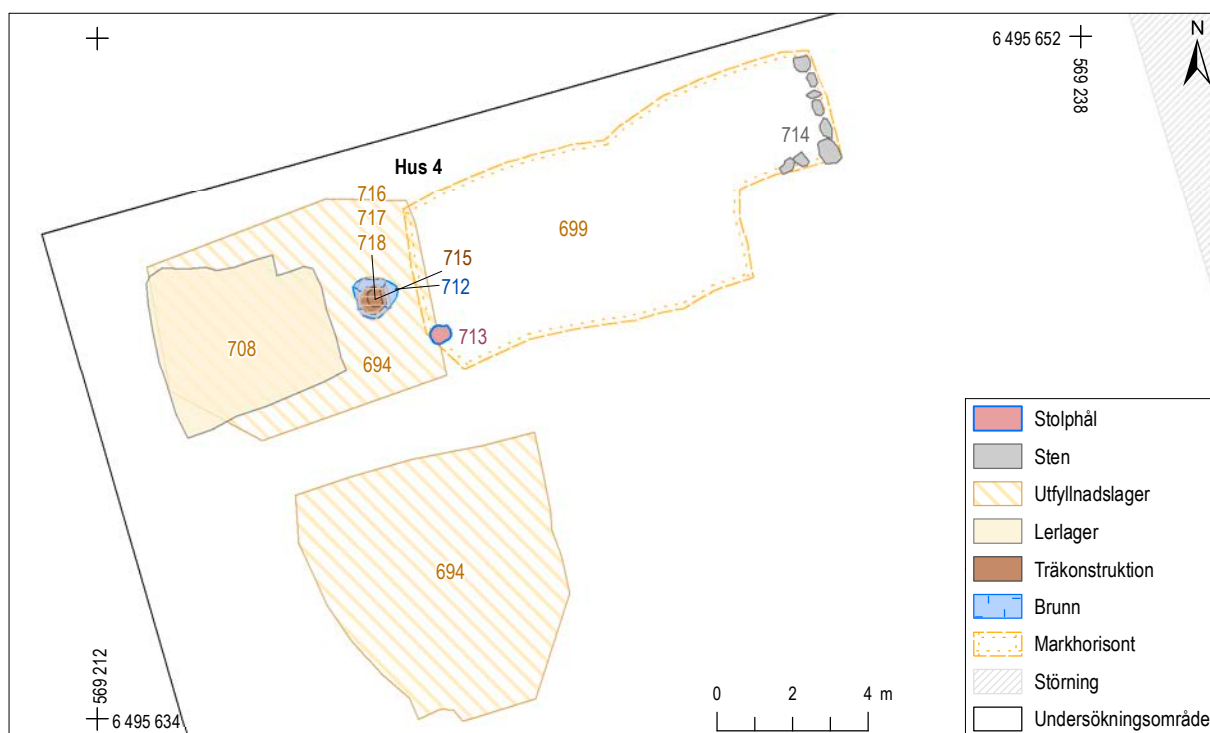 6 495 652
N
569 238
714
Hus 4
716
717
718
699
715
712
713
708
694
694
569 212
6 495 634
0 2 4 m
Stolphål
Sten
Utfyllnadslager
Lerlager
Träkonstruktion
Brunn
Markhorisont
Störning
Undersökningsområde